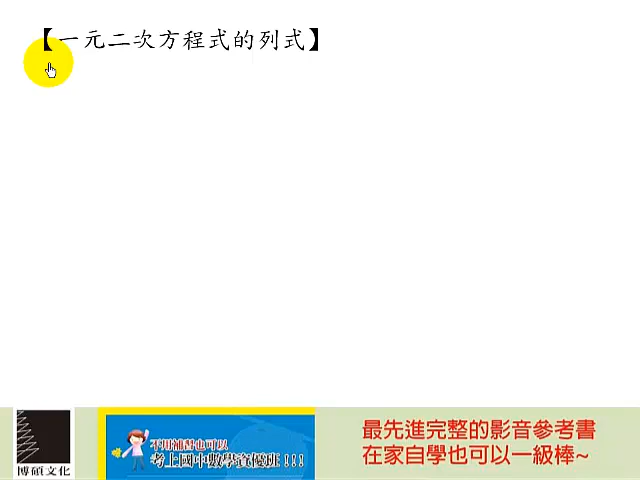 【一元二次方程式的列式】
博碩文化
不用補習也可以
考上國中數學資優班!!!
最先進完整的影音參考書
在家自學也可以一級棒~